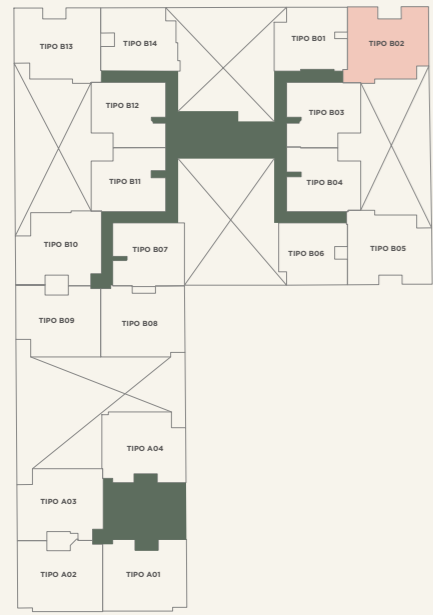 TIPO B13
TIPO B14
TIPO B01
TIPO B02
TIPO B12
TIPO B03
TIPO B11
TIPO B04
TIPO B10
TIPO B07
TIPO B06
TIPO B05
TIPO B09
TIPO B08
TIPO A04
TIPO A03
TIPO A02
TIPO A01